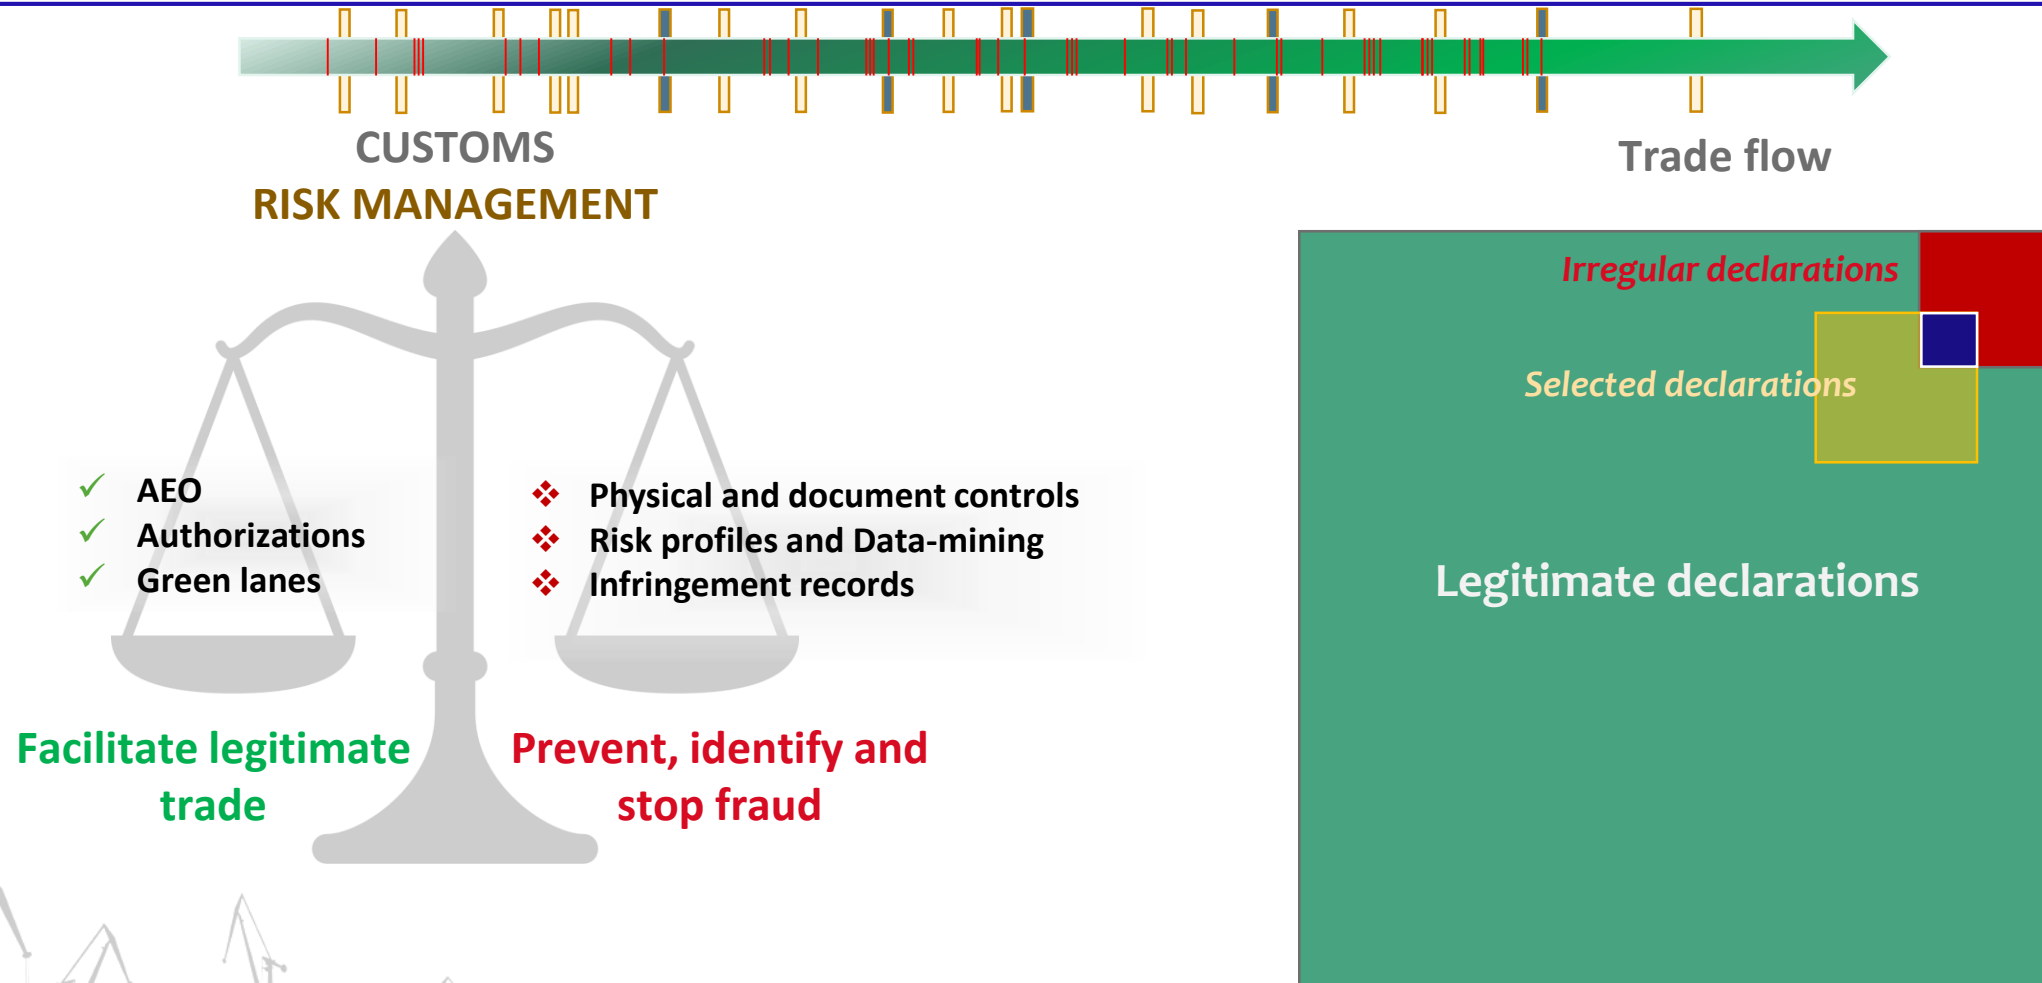 CUSTOMS
RISK MANAGEMENT
Trade flow
AEO
Authorizations
Green lanes
Physical and document controls
Risk profiles and Data-mining
Infringement records
Facilitate legitimate
trade
Prevent, identify and
stop fraud
Irregular declarations
Selected declarations
Legitimate declarations